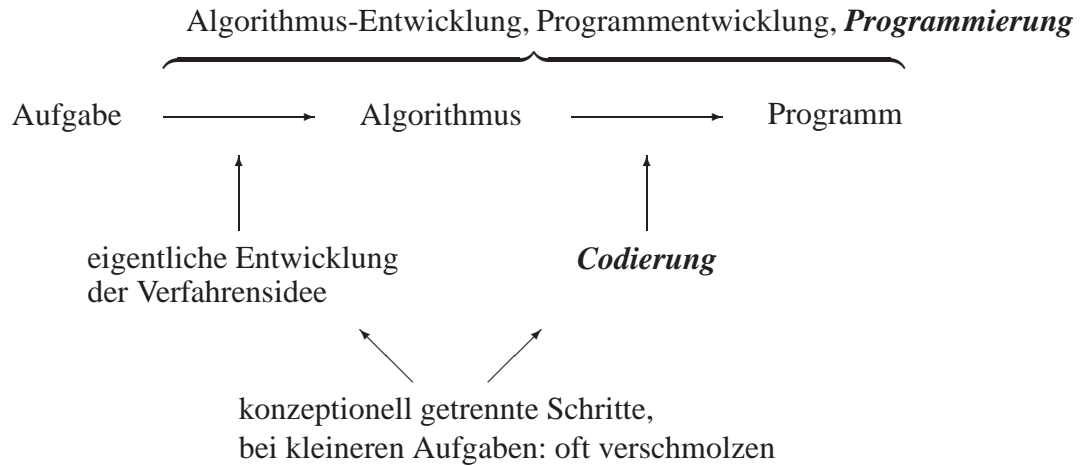 Algorithmus-Entwicklung, Programmentwicklung, Programmierung
Aufgabe Algorithmus Programm
eigentliche Entwicklung Codierung
der Verfahrensidee
konzeptionell getrennte Schritte,
bei kleineren Aufgaben: oft verschmolzen